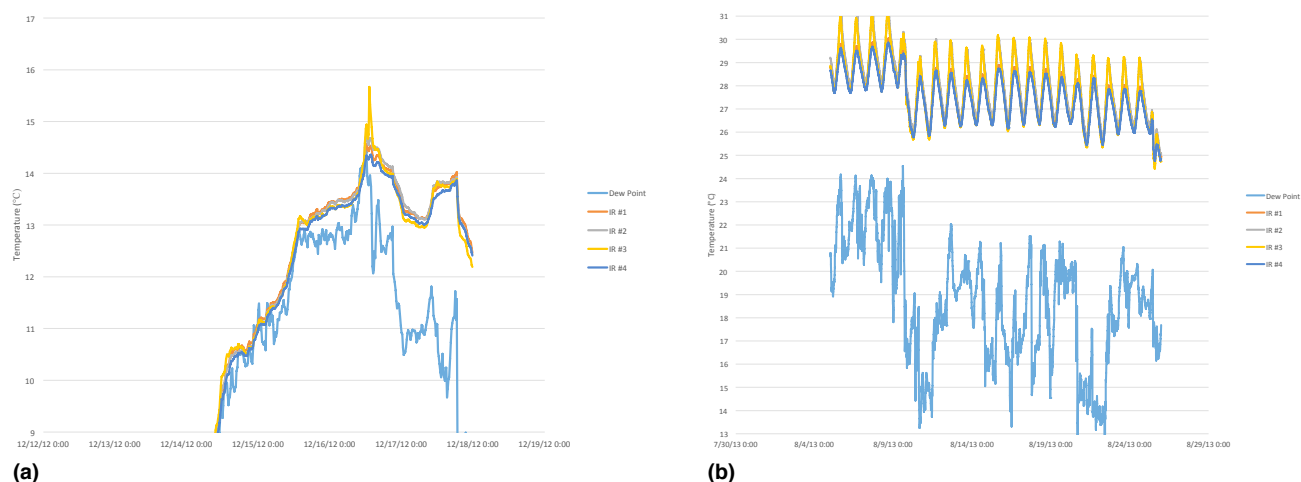 17
16
15
14
13
12
11
10
9
Temperature (°C)
12/12/12 0:00 12/13/12 0:00 12/14/12 0:00 12/15/12 0:00 12/16/12 0:00 12/17/12 0:00 12/18/12 0:00 12/19/12 0:00
Dew Point
IR #1
IR #2
IR #3
IR #4
(a)
31
30
29
28
27
26
25
24
23
22
21
20
19
18
17
16
15
14
13
Temperature (°C)
7/30/13 0:00 8/4/13 0:00 8/9/13 0:00 8/14/13 0:00 8/19/13 0:00 8/24/13 0:00 8/29/13 0:00
Dew Point
IR #1
IR #2
IR #3
IR #4
(b)